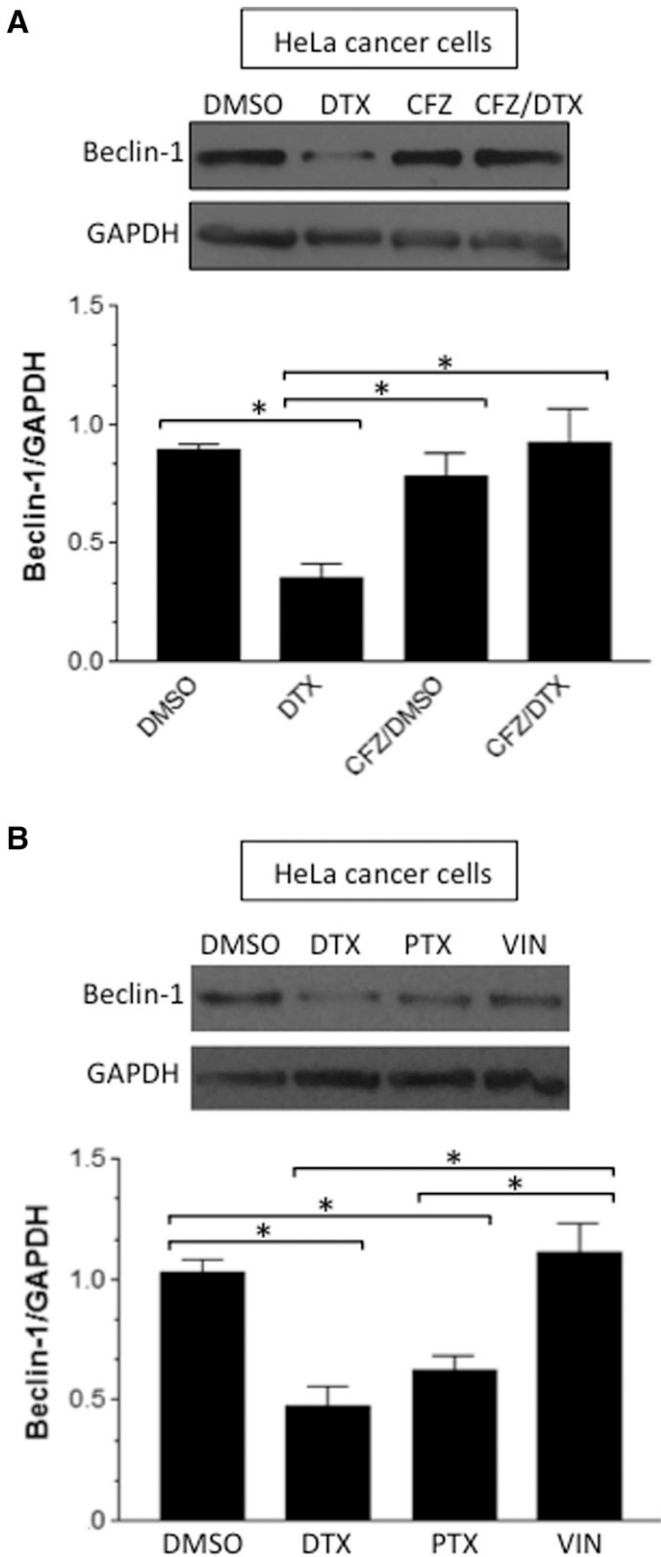 A
HeLa cancer cells
DMSO DTX CFZ CFZ/DTX
Beclin-1
GAPDH
1.5
*
*
*
1.0
0.5
0.0
Beclin-1/GAPDH
DMSO DTX CFZ/DMSO CFZ/DTX
B
HeLa cancer cells
DMSO DTX PTX VIN
Beclin-1
GAPDH
1.5
*
*
*
*
1.0
0.5
.0
Beclin-1/GAPDH
DMSO DTX PTX VIN